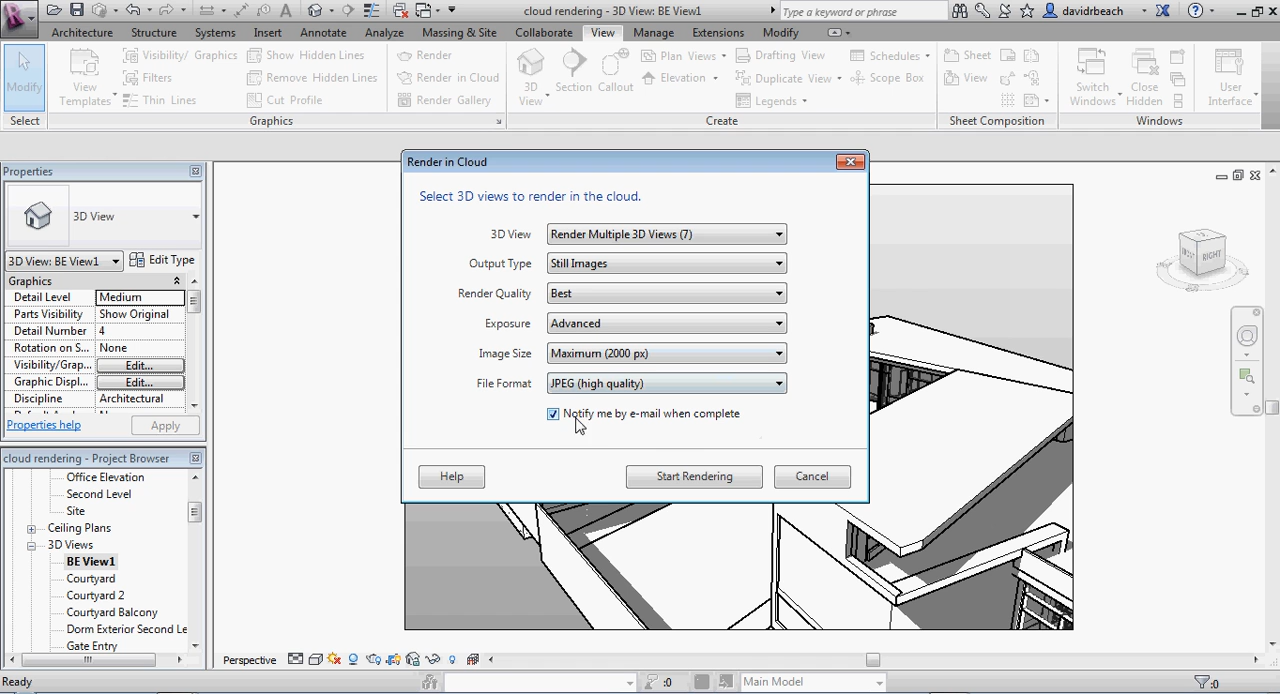 cloud rendering - 3D View: BE View1
Type a keyword or phrase
davidrbeach
Architecture Structure Systems Insert Annotate Analyze Massing & Site Collaborate View Manage Extensions Modify
Modify
Select
View Templates
Visibility/ Graphics
Filters
Thin Lines
Show Hidden Lines
Remove Hidden Lines
Cut Profile
Render
Render in Cloud
Render Gallery
Graphics
3D View
Section
Callout
Plan Views
Elevation
Drafting View
Duplicate View
Legends
Schedules
Scope Box
Create
Sheet
View
Sheet Composition
Switch Windows
Close Hidden
User Interface
Windows
Properties
3D View
3D View: BE View1
Edit Type
Graphics
Detail Level Medium
Parts Visibility Show Original
Detail Number 4
Rotation on S... None
Visibility/Grap... Edit...
Graphic Displ... Edit...
Discipline Architectural
Properties help
Apply
cloud rendering - Project Browser
Office Elevation
Second Level
Site
Ceiling Plans
3D Views
BE View1
Courtyard
Courtyard 2
Courtyard Balcony
Dorm Exterior Second Le
Gate Entry
Render in Cloud
Select 3D views to render in the cloud.
3D View Render Multiple 3D Views (7)
Output Type Still Images
Render Quality Best
Exposure Advanced
Image Size Maximum (2000 px)
File Format JPEG (high quality)
Notify me by e-mail when complete
Help
Start Rendering
Cancel
RIGHT
Perspective
Ready
:0
Main Model
:0